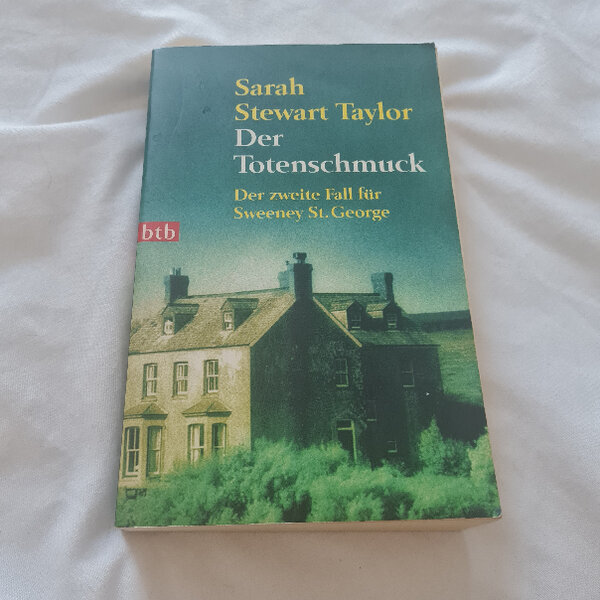 Sarah
Stewart Taylor
Der
Totenschmuck
Der zweite Fall für
Sweeney St. George
btb